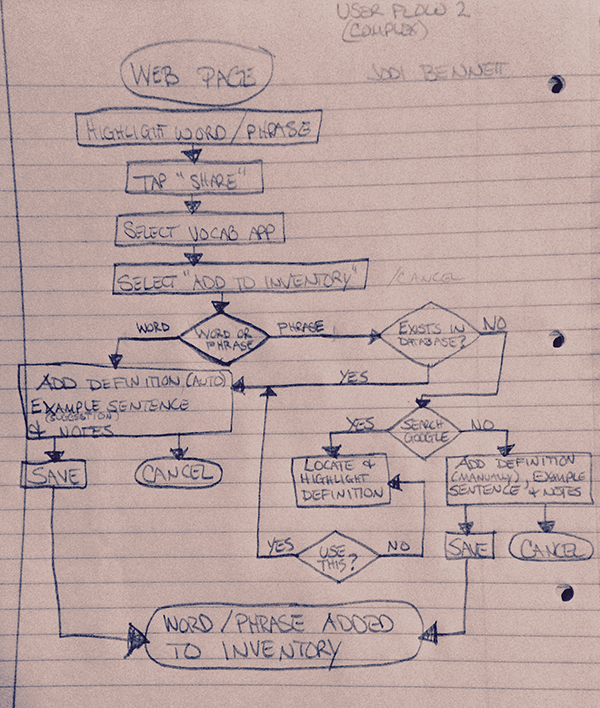 USER FLOW 2
(COMPLEX)
JODI BENNETT
WEB PAGE
HIGHLIGHT WORD/PHRASE
TAP "SHARE"
SELECT VOCAB APP
SELECT "ADD TO INVENTORY"
/CANCEL
WORD
WORD OR
PHRASE
PHRASE
EXISTS IN
DATABASE?
NO
YES
ADD DEFINITION (AUTO)
EXAMPLE SENTENCE
(SUGGESTION)
& NOTES
SAVE
CANCEL
YES
SEARCH
GOOGLE
NO
LOCATE &
HIGHLIGHT
DEFINITION
ADD DEFINITION
(MANUALLY), EXAMPLE
SENTENCE & NOTES
YES
USE
THIS?
NO
SAVE
CANCEL
WORD/PHRASE ADDED
TO INVENTORY